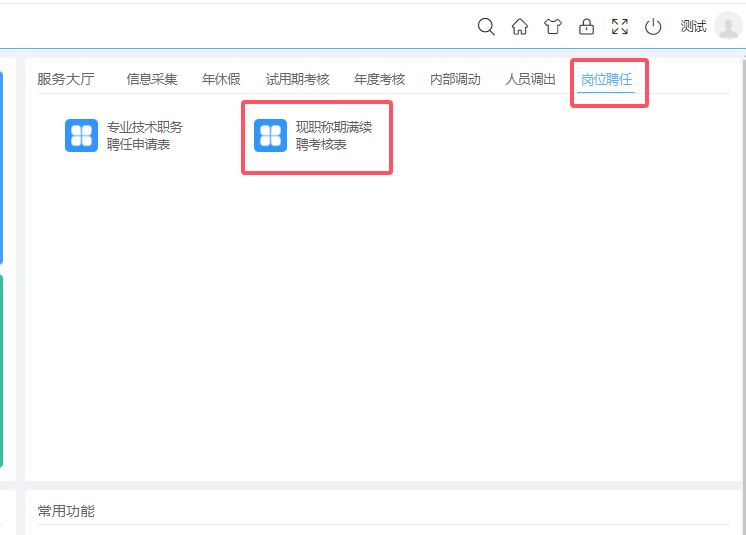 测试
服务大厅 信息采集 年休假 试用期考核 年度考核 内部调动 人员调出 岗位聘任
专业技术职务
聘任申请表
现职称期满续
聘考核表
常用功能